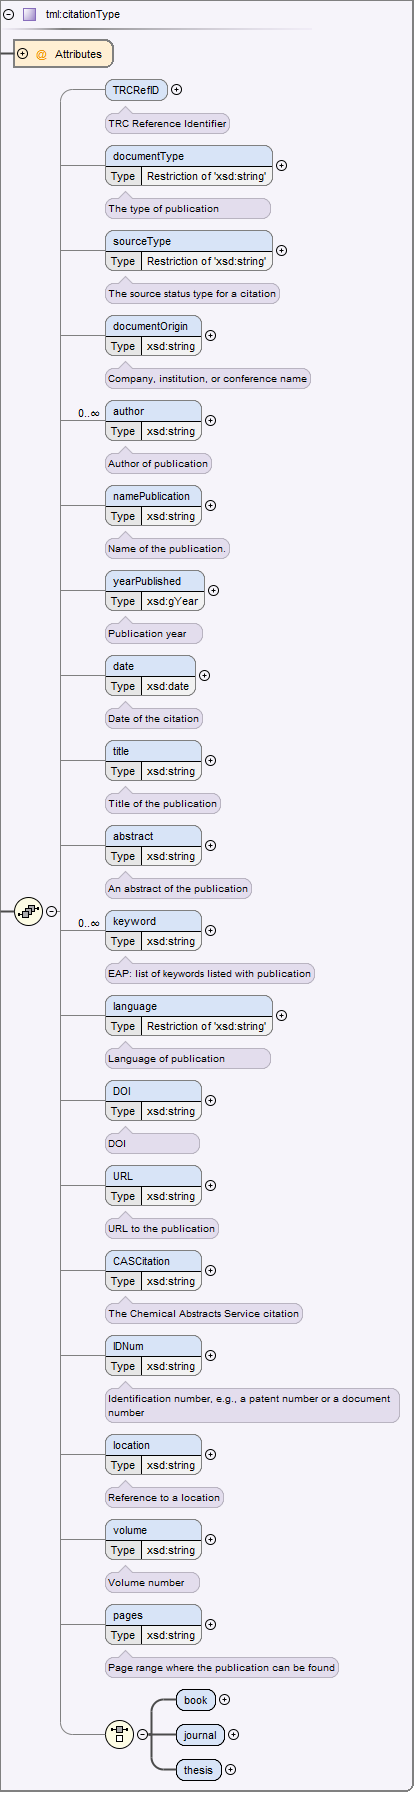 tml:citationType
@ Attributes
TRCRefID
TRC Reference Identifier
documentType
Type Restriction of 'xsd:string'
The type of publication
sourceType
Type Restriction of 'xsd:string'
The source status type for a citation
documentOrigin
Type xsd:string
Company, institution, or conference name
0..∞ author
Type xsd:string
Author of publication
namePublication
Type xsd:string
Name of the publication.
yearPublished
Type xsd:gYear
Publication year
date
Type xsd:date
Date of the citation
title
Type xsd:string
Title of the publication
abstract
Type xsd:string
An abstract of the publication
0..∞ keyword
Type xsd:string
EAP: list of keywords listed with publication
language
Type Restriction of 'xsd:string'
Language of publication
DOI
Type xsd:string
DOI
URL
Type xsd:string
URL to the publication
CASCitation
Type xsd:string
The Chemical Abstracts Service citation
IDNum
Type xsd:string
Identification number, e.g., a patent number or a document
number
location
Type xsd:string
Reference to a location
volume
Type xsd:string
Volume number
pages
Type xsd:string
Page range where the publication can be found
book
journal
thesis